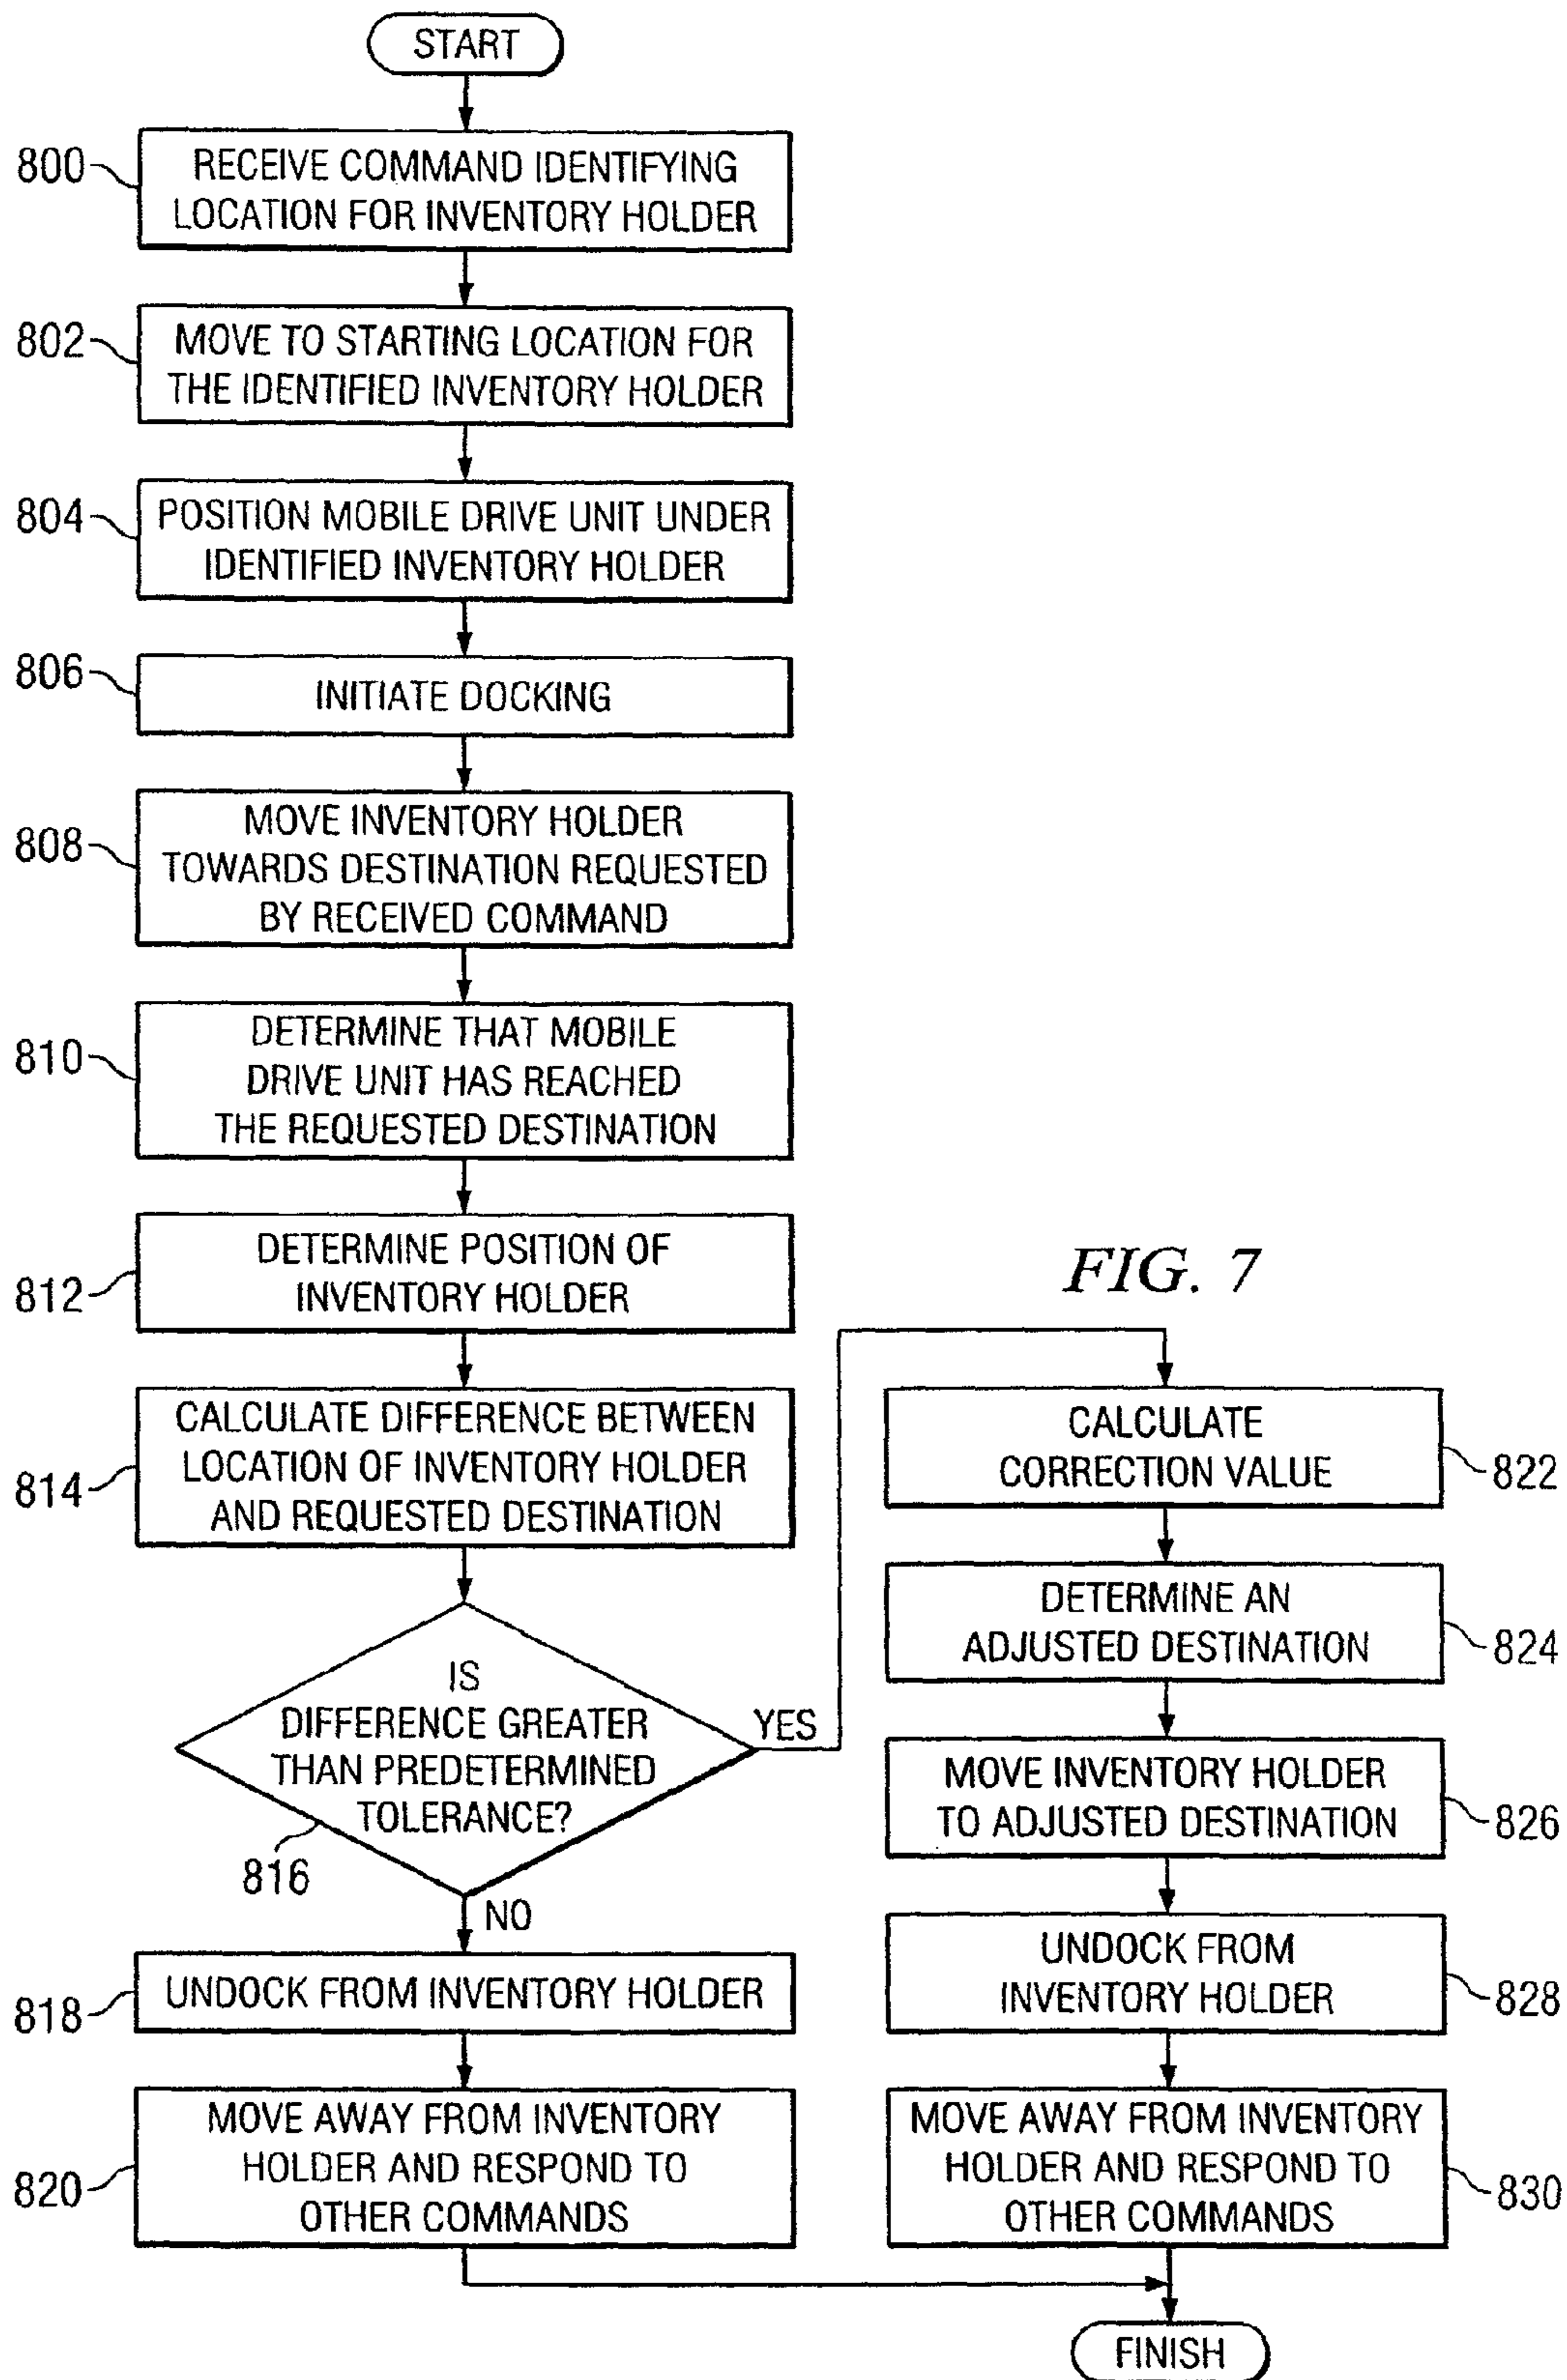 START
800
RECEIVE COMMAND IDENTIFYING
LOCATION FOR INVENTORY HOLDER
802
MOVE TO STARTING LOCATION FOR
THE IDENTIFIED INVENTORY HOLDER
804
POSITION MOBILE DRIVE UNIT UNDER
IDENTIFIED INVENTORY HOLDER
806
INITIATE DOCKING
808
MOVE INVENTORY HOLDER
TOWARDS DESTINATION REQUESTED
BY RECEIVED COMMAND
810
DETERMINE THAT MOBILE
DRIVE UNIT HAS REACHED
THE REQUESTED DESTINATION
812
DETERMINE POSITION OF
INVENTORY HOLDER
FIG. 7
814
CALCULATE DIFFERENCE BETWEEN
LOCATION OF INVENTORY HOLDER
AND REQUESTED DESTINATION
IS
DIFFERENCE GREATER
THAN PREDETERMINED
TOLERANCE?
816
YES
NO
818
UNDOCK FROM INVENTORY HOLDER
820
MOVE AWAY FROM INVENTORY
HOLDER AND RESPOND TO
OTHER COMMANDS
CALCULATE
CORRECTION VALUE
822
DETERMINE AN
ADJUSTED DESTINATION
824
MOVE INVENTORY HOLDER
TO ADJUSTED DESTINATION
826
UNDOCK FROM
INVENTORY HOLDER
828
MOVE AWAY FROM INVENTORY
HOLDER AND RESPOND TO
OTHER COMMANDS
830
FINISH